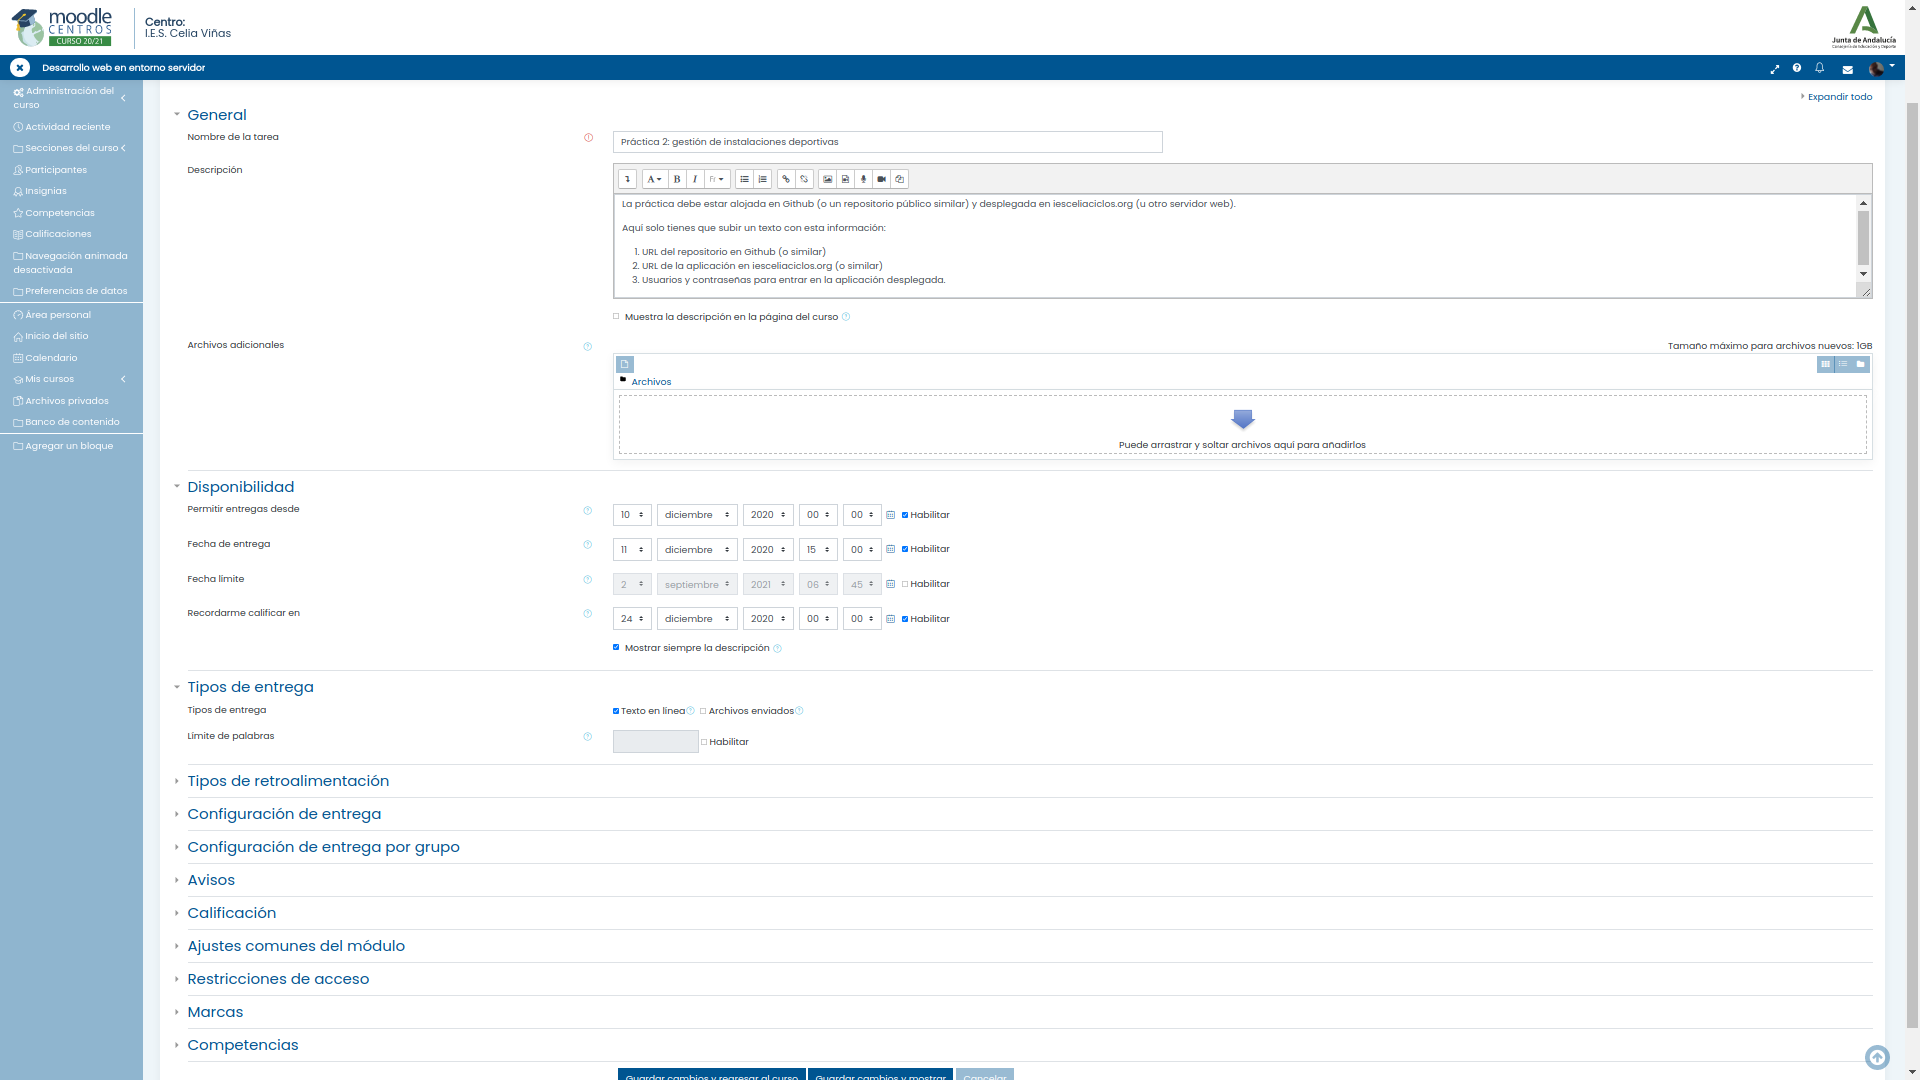 moodle
CENTROS
CURSO 20/21
Centro:
I.E.S. Celia Viñas
Junta de Andalucía
Consejería de Educación y Deporte
Desarrollo web en entorno servidor
Administración del curso
Actividad reciente
Secciones del curso
Participantes
Insignias
Competencias
Calificaciones
Navegación animada desactivada
Preferencias de datos
Área personal
Inicio del sitio
Calendario
Mis cursos
Archivos privados
Banco de contenido
Agregar un bloque
Expandir todo
General
Nombre de la tarea
Práctica 2: gestión de instalaciones deportivas
Descripción
La práctica debe estar alojada en Github (o un repositorio público similar) y desplegada en iesceliaciclos.org (u otro servidor web).
Aquí solo tienes que subir un texto con esta información:
1. URL del repositorio en Github (o similar)
2. URL de la aplicación en iesceliaciclos.org (o similar)
3. Usuarios y contraseñas para entrar en la aplicación desplegada.
Muestra la descripción en la página del curso
Archivos adicionales
Tamaño máximo para archivos nuevos: 1GB
Archivos
Puede arrastrar y soltar archivos aquí para añadirlos
Disponibilidad
Permitir entregas desde
10 diciembre 2020 00 00 Habilitar
Fecha de entrega
11 diciembre 2020 15 00 Habilitar
Fecha límite
2 septiembre 2021 06 45 Habilitar
Recordarme calificar en
24 diciembre 2020 00 00 Habilitar
Mostrar siempre la descripción
Tipos de entrega
Tipos de entrega
Texto en línea Archivos enviados
Límite de palabras
Habilitar
Tipos de retroalimentación
Configuración de entrega
Configuración de entrega por grupo
Avisos
Calificación
Ajustes comunes del módulo
Restricciones de acceso
Marcas
Competencias
Guardar cambios y regresar al curso Guardar cambios y mostrar Cancelar